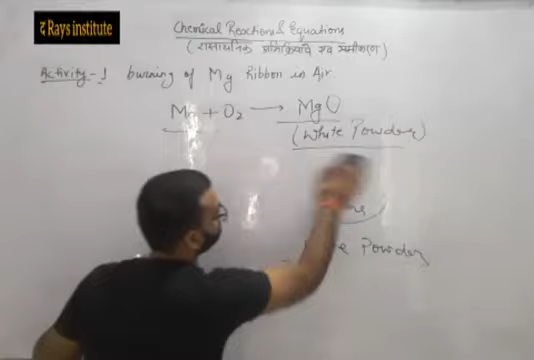 द Rays institute
Chemical Reactions & Equations
(रासायनिक अभिक्रियाएं एवं समीकरण)
Activity-1 burning of Mg Ribbon in Air
+ O₂ → MgO
(White Powder)
Powder